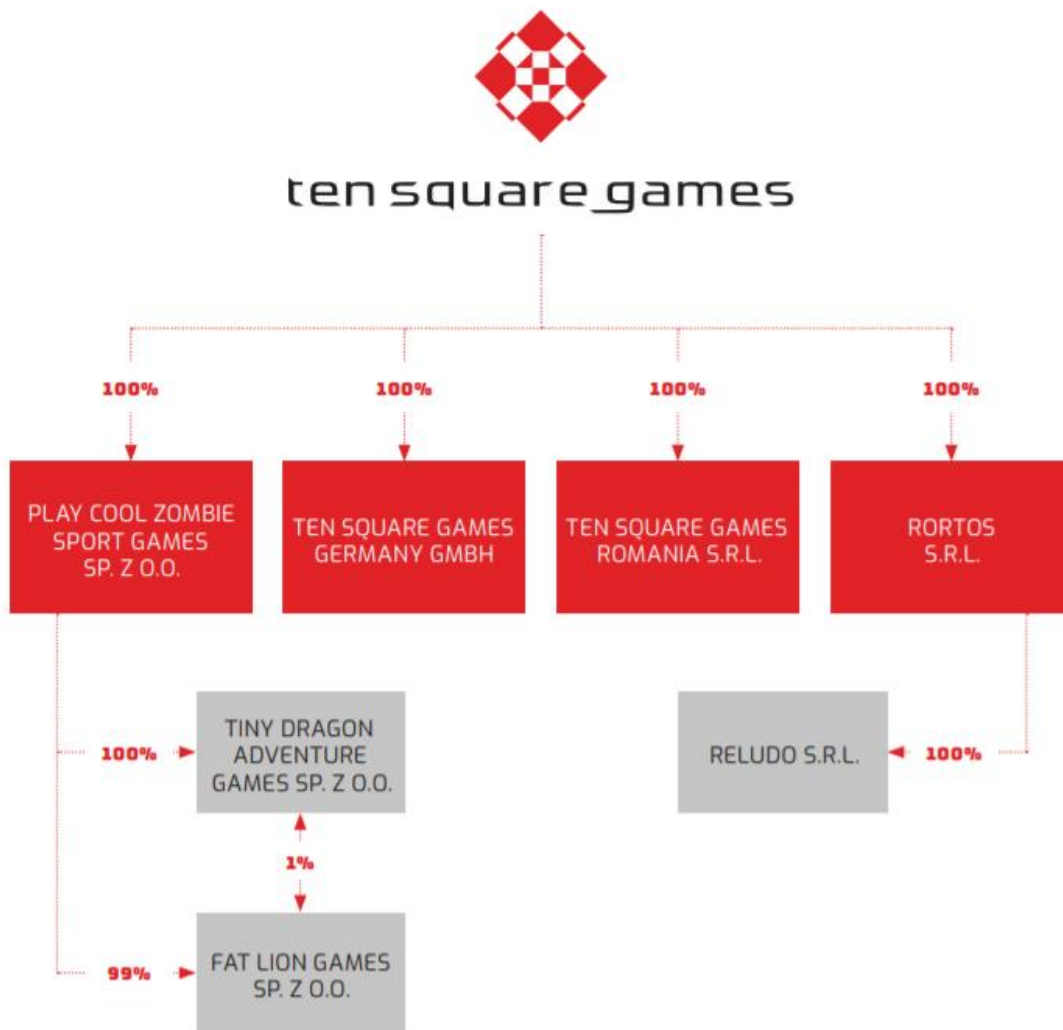 ten square games
100%
100%
100%
100%
PLAY COOL ZOMBIE
SPORT GAMES
SP. Z O.O.
TEN SQUARE GAMES
GERMANY GMBH
TEN SQUARE GAMES
ROMANIA S.R.L.
RORTOS
S.R.L.
TINY DRAGON
ADVENTURE
GAMES SP. Z O.O.
100%
RELUDO S.R.L.
100%
1%
FAT LION GAMES
SP. Z O.O.
99%